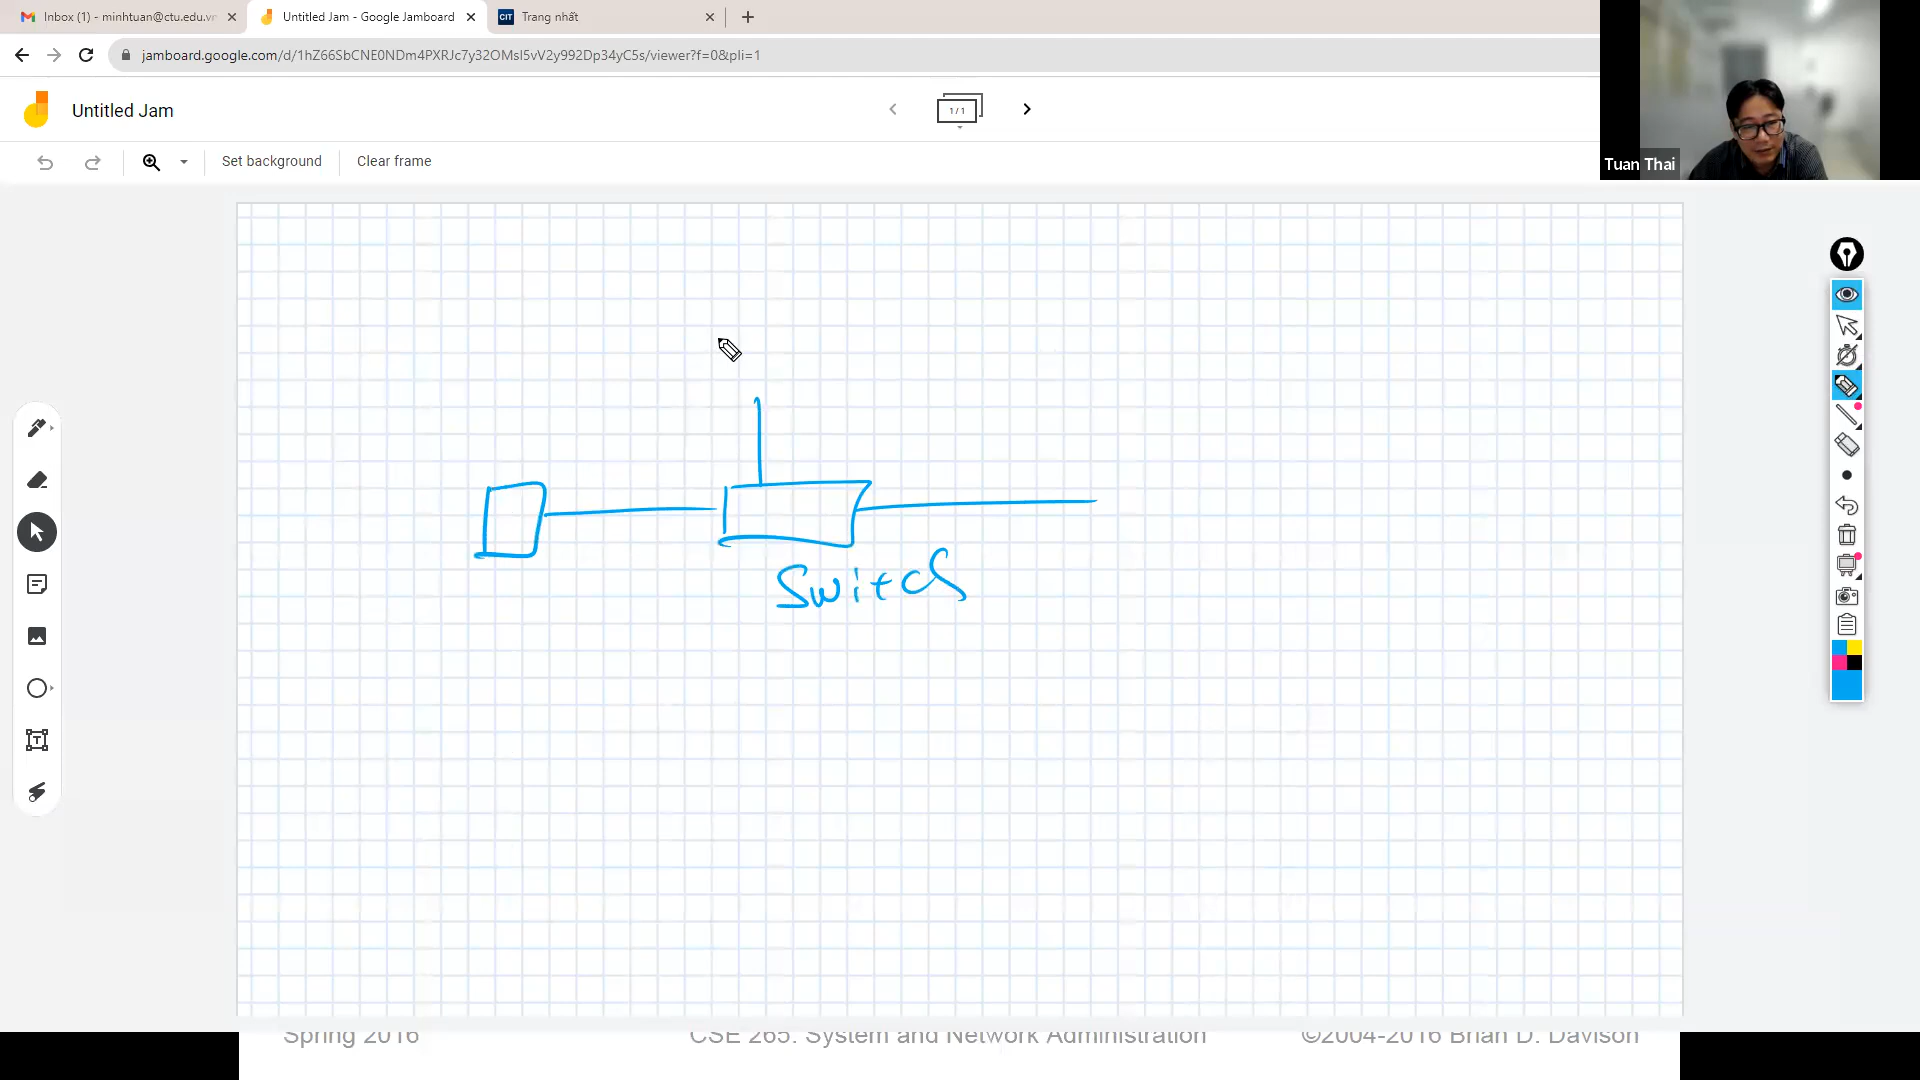 Inbox (1) - minhtuan@ctu.edu.vn
Untitled Jam - Google Jamboard
CIT
Trang nhất
jamboard.google.com/d/1hZ66SbCNE0NDm4PXRJc7y32OMsI5vV2y992Dp34yC5s/viewer?f=0&pli=1
Untitled Jam
1/1
Set background
Clear frame
Tuan Thai
Switch
Spring 2016
CSE 265: System and Network Administration
©2004-2016 Brian D. Davison